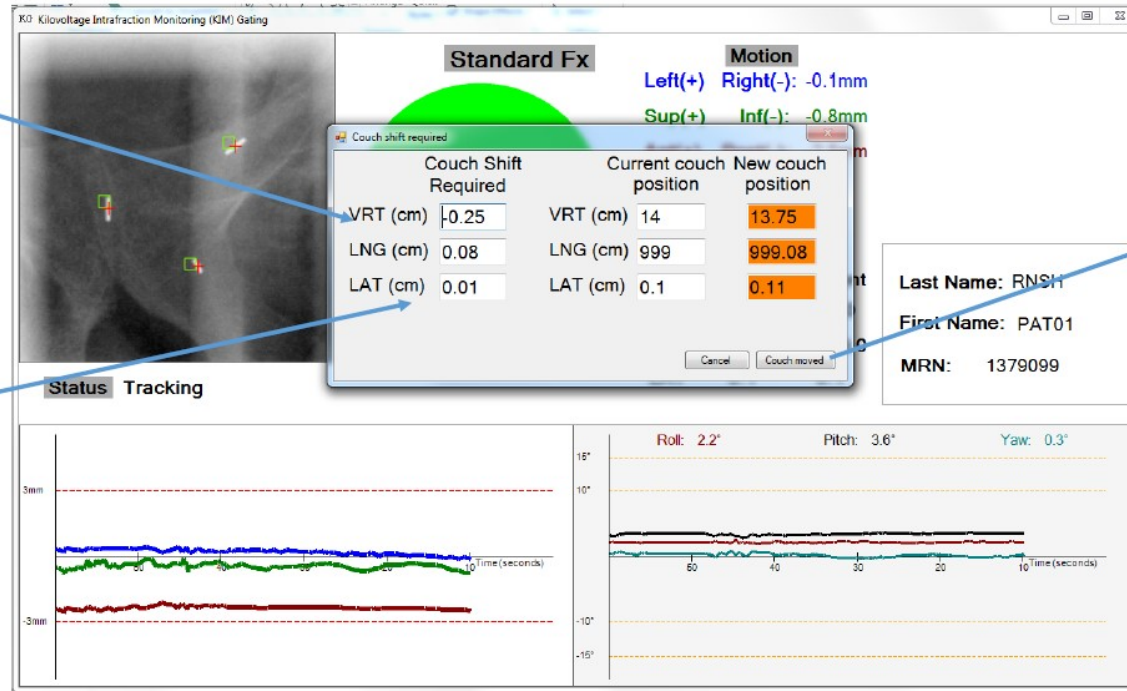 KO Kilovoltage Intrafraction Monitoring (KIM) Gating
Standard Fx
Motion
Left(+) Right(-): -0.1mm
Sup(+) Inf(-): -0.8mm
Couch shift required
Couch Shift Required
Current couch position
New couch position
VRT (cm) -0.25 VRT (cm) 14 13.75
LNG (cm) 0.08 LNG (cm) 999 999.08
LAT (cm) 0.01 LAT (cm) 0.1 0.11
Cancel Couch moved
Last Name: RNSH
First Name: PAT01
MRN: 1379099
Status Tracking
3mm
-3mm
40
10 Time(seconds)
Roll: 2.2° Pitch: 3.6° Yaw: 0.3°
15°
10°
-10°
-15°
50 40 30 20 10 Time(seconds)